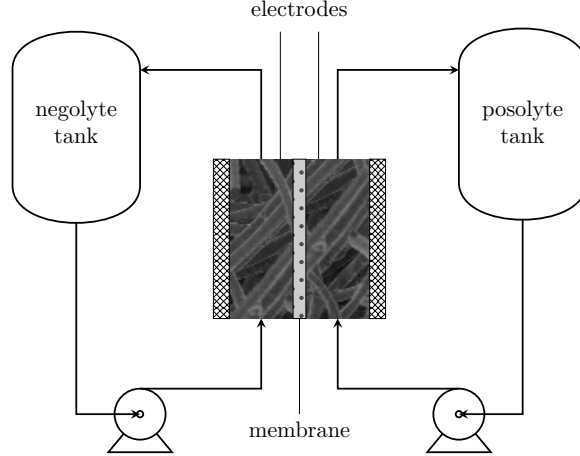 electrodes
negolyte
tank
posolyte
tank
membrane